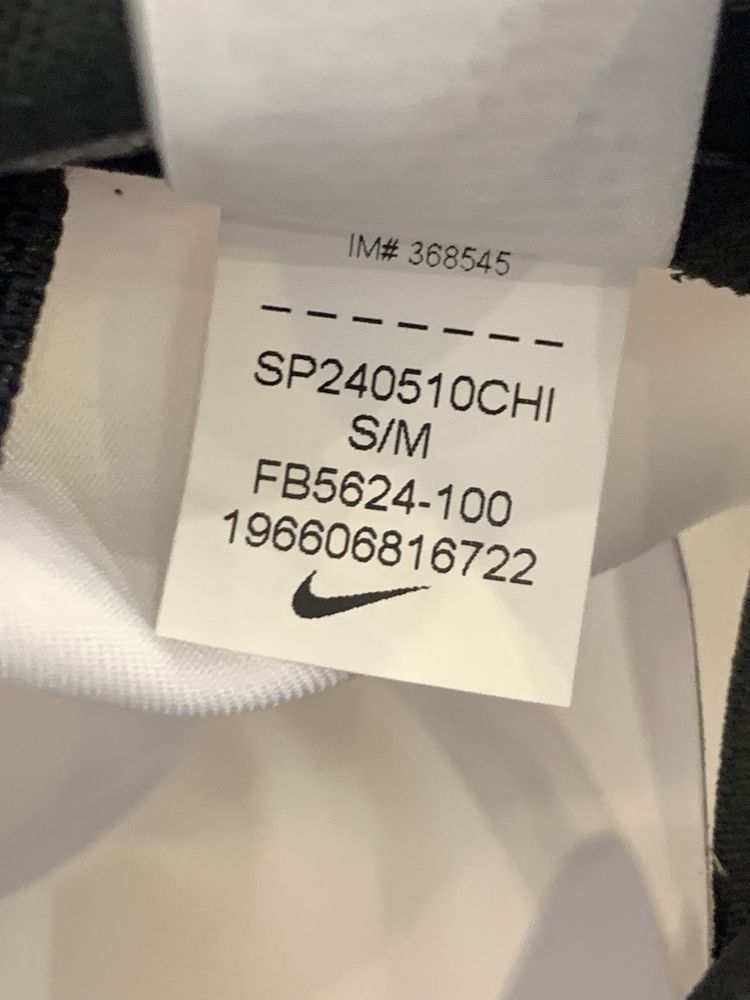 IM# 368545
- - - - - - -
SP240510CHI
S/M
FB5624-100
196606816722